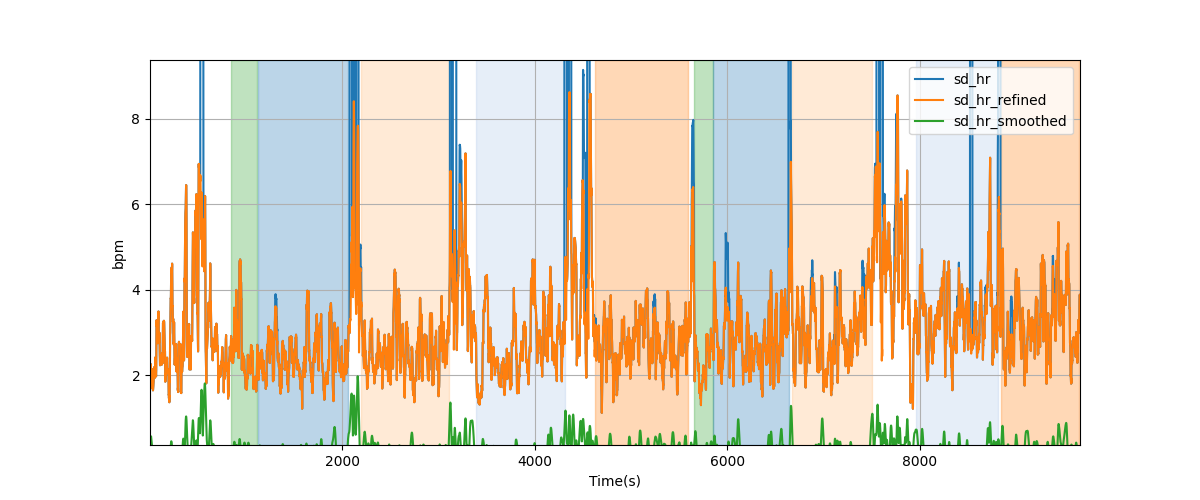 sd_hr
sd_hr_refined
sd_hr_smoothed
8
6
4
2
bpm
2000 4000 6000 8000
Time(s)